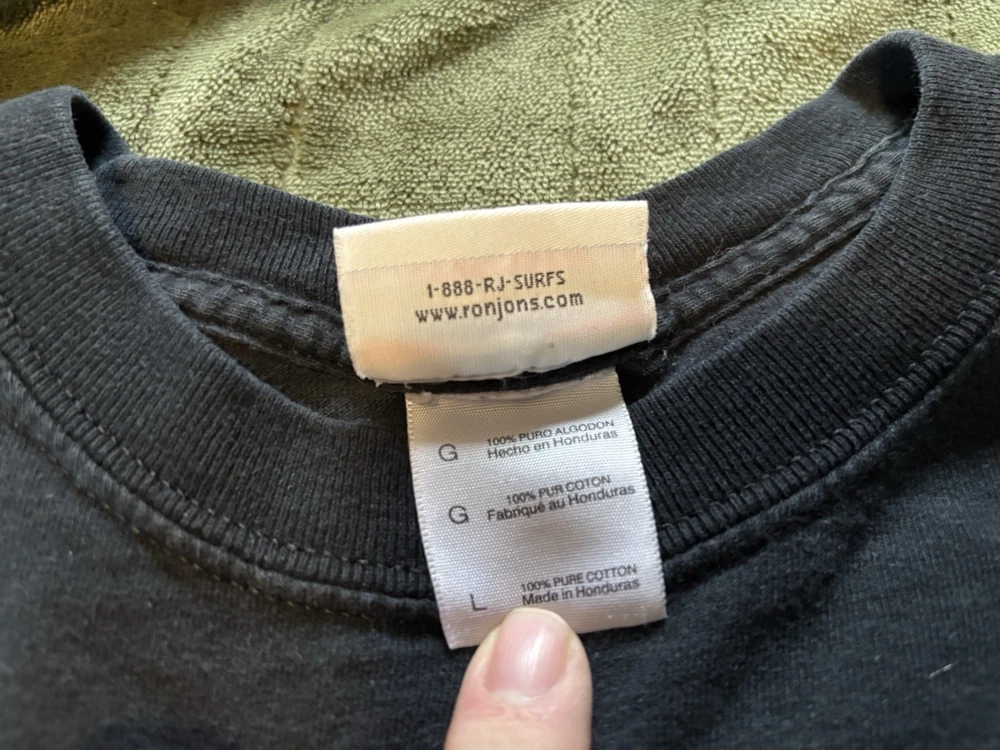 1-888-RJ-SURFS
www.ronjons.com
G 100% PURO ALGODON
Hecho en Honduras
G 100% PUR COTON
Fabriqué au Honduras
L 100% PURE COTTON
Made in Honduras